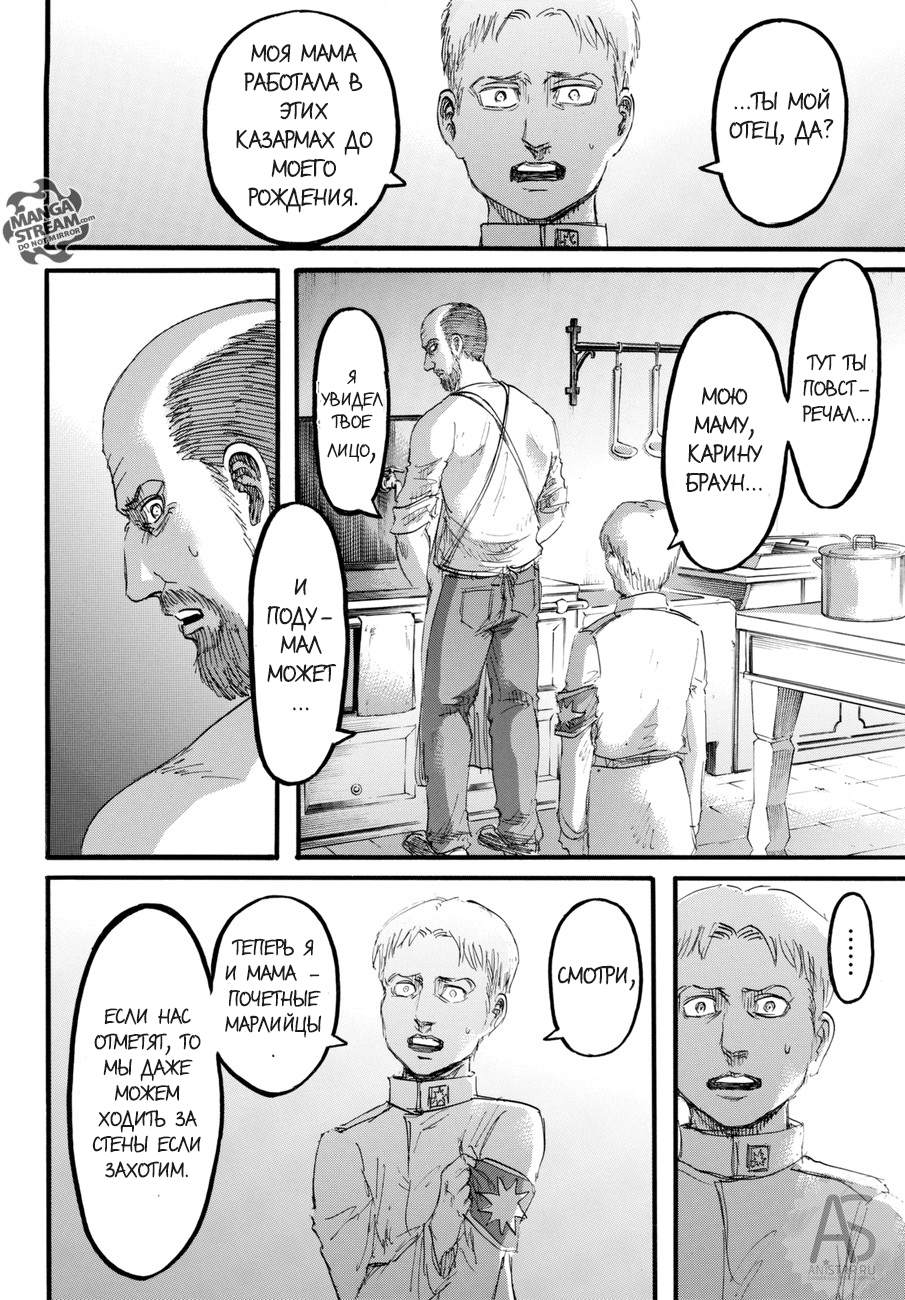 ...ТЫ МОЙ
ОТЕЦ, ДА?
МОЯ МАМА
РАБОТАЛА В
ЭТИХ
КАЗАРМАХ ДО
МОЕГО
РОЖДЕНИЯ.
MANGA
STREAM.com
DO NOT MIRROR
ТУТ ТЫ
ПОВСТ-
РЕЧАЛ...
МОЮ
МАМУ,
КАРИНУ
БРАУН...
Я
УВИДЕЛ
ТВОЕ
ЛИЦО,
И
ПОДУ-
МАЛ
МОЖЕТ
...
......
СМОТРИ,
ТЕПЕРЬ Я
И МАМА -
ПОЧЕТНЫЕ
МАРЛИЙЦЫ
.
ЕСЛИ НАС
ОТМЕТЯТ, ТО
МЫ ДАЖЕ
МОЖЕМ
ХОДИТЬ ЗА
СТЕНЫ ЕСЛИ
ЗАХОТИМ.
AS
ANISTAR.RU